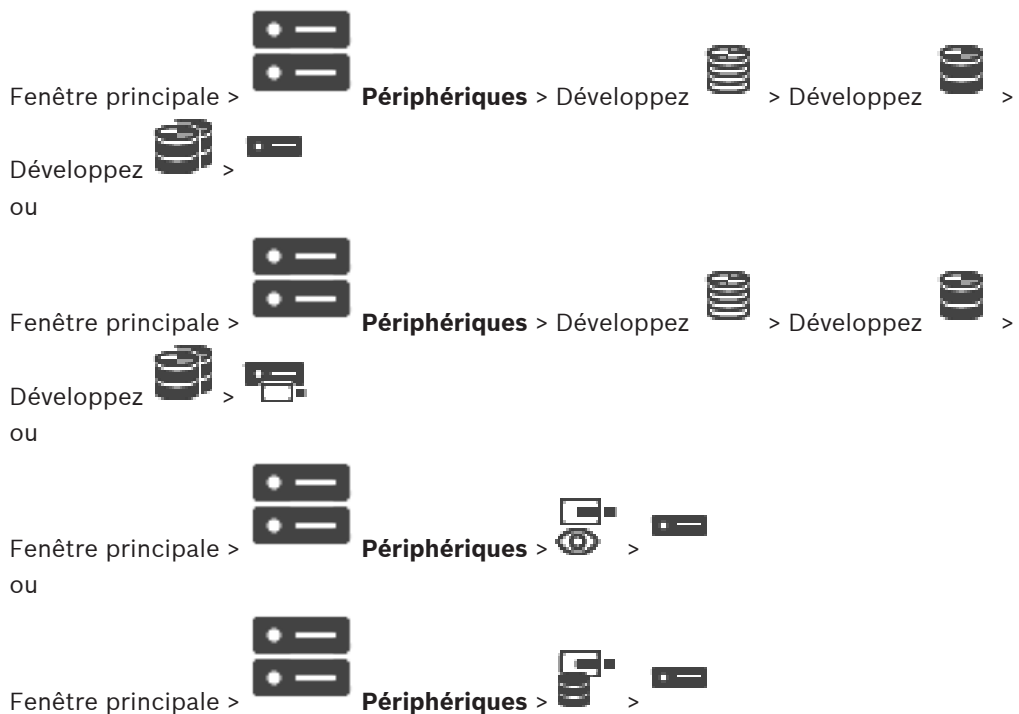 Fenêtre principale > Périphériques > Développez > Développez >
Développez >
ou
Fenêtre principale > Périphériques > Développez > Développez >
Développez >
ou
Fenêtre principale > Périphériques > >
ou
Fenêtre principale > Périphériques > >